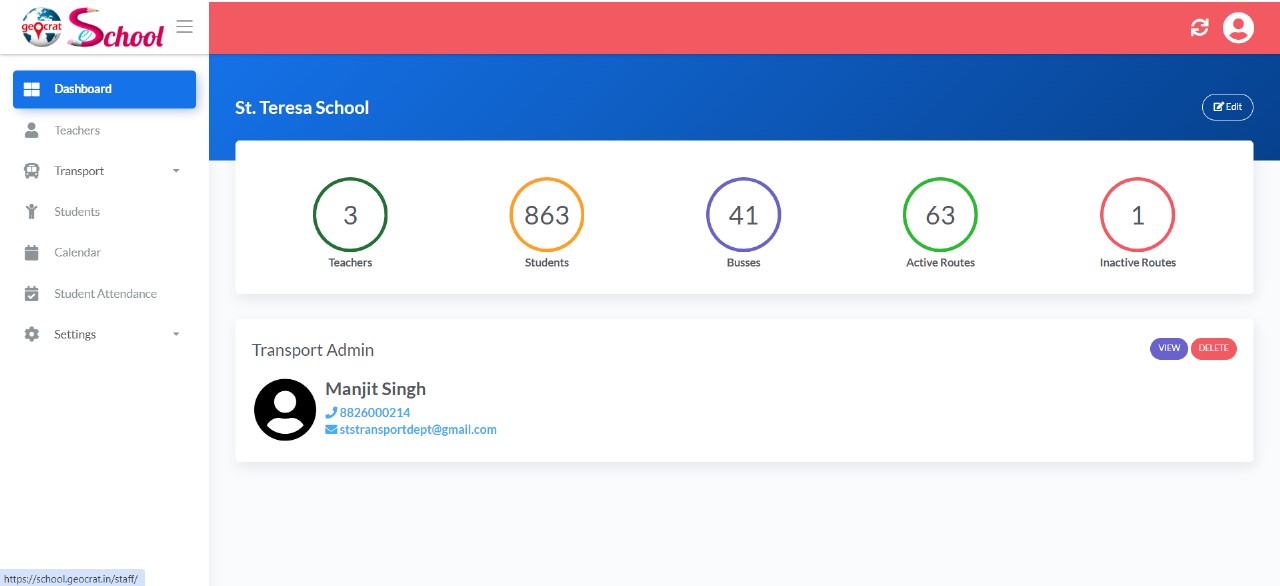 geocrat
eSchool
Dashboard
Teachers
Transport
Students
Calendar
Student Attendance
Settings
St. Teresa School
Edit
3
863
41
63
1
Teachers
Students
Busses
Active Routes
Inactive Routes
Transport Admin
VIEW
DELETE
Manjit Singh
8826000214
ststransportdept@gmail.com
https://school.geocrat.in/staff/